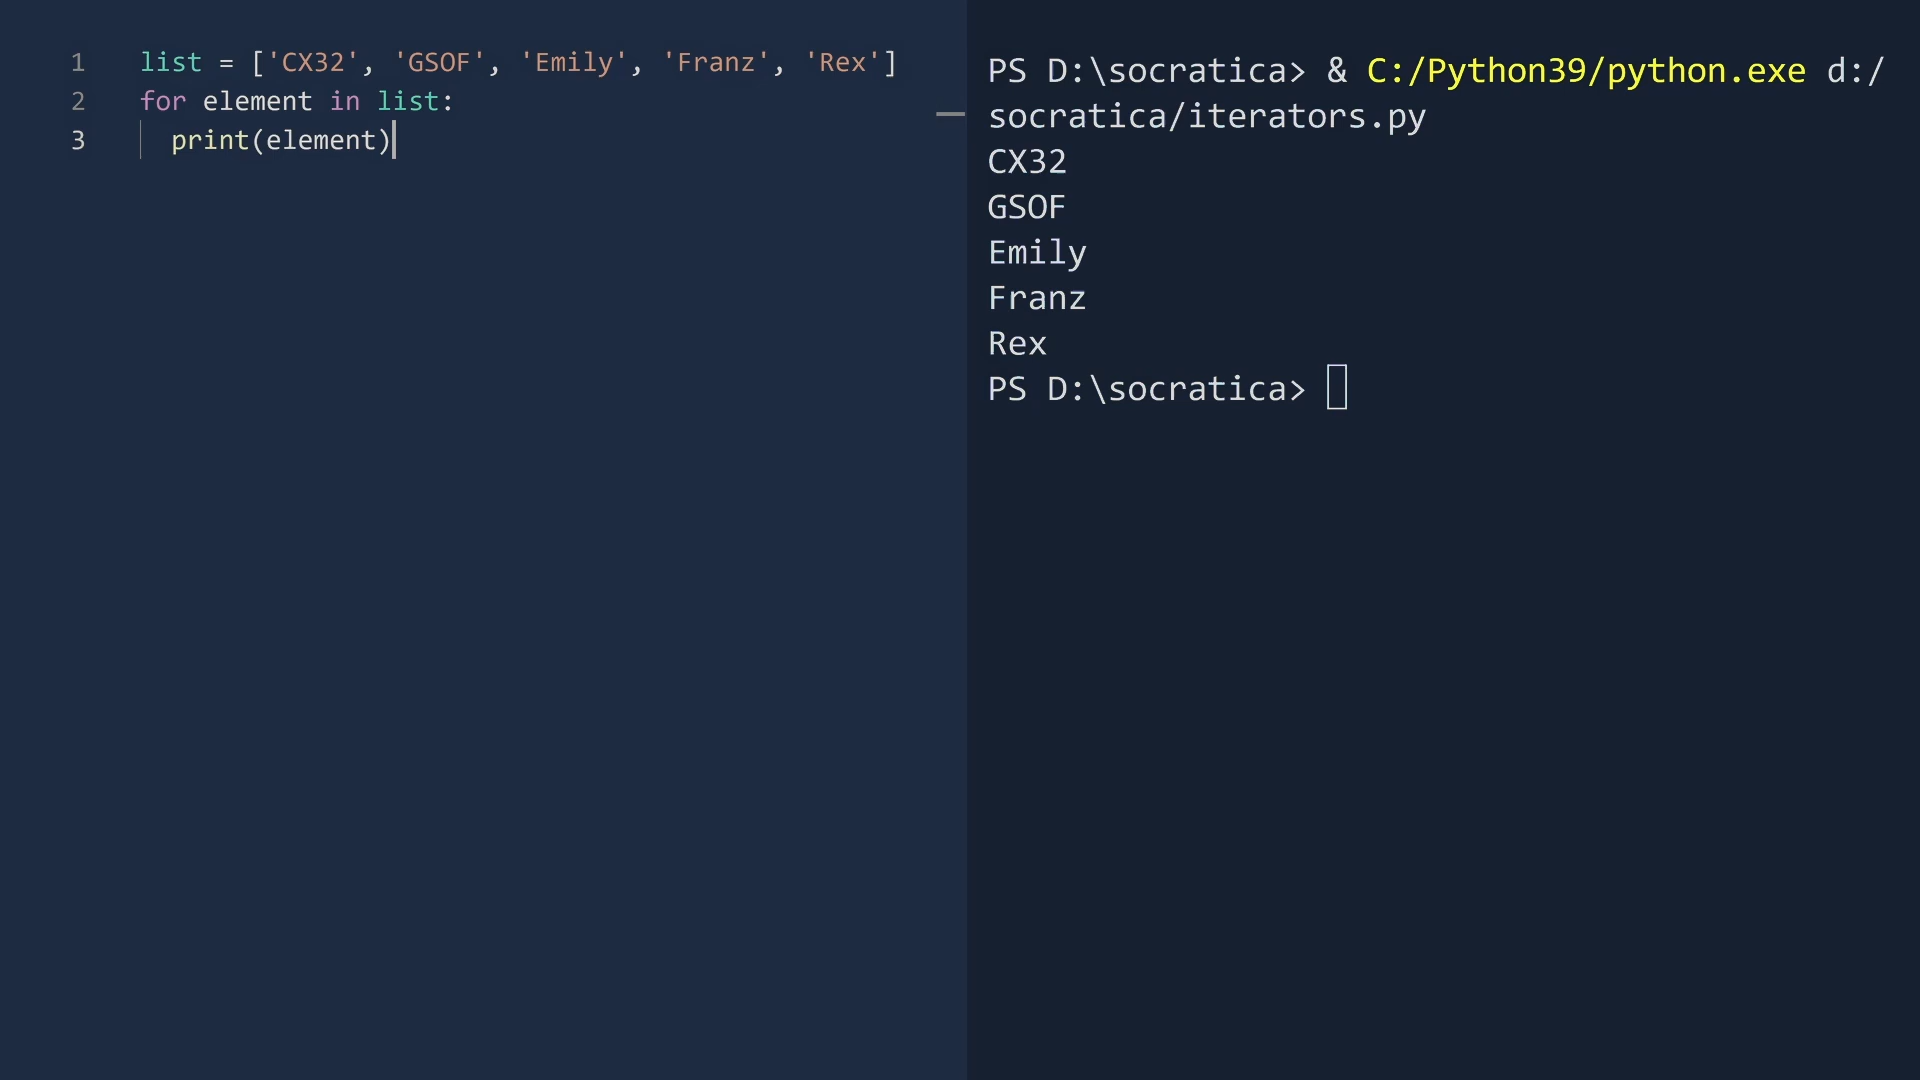 1 list = ['CX32', 'GSOF', 'Emily', 'Franz', 'Rex']
2 for element in list:
3   print(element)
PS D:\socratica> & C:/Python39/python.exe d:/
socratica/iterators.py
CX32
GSOF
Emily
Franz
Rex
PS D:\socratica>